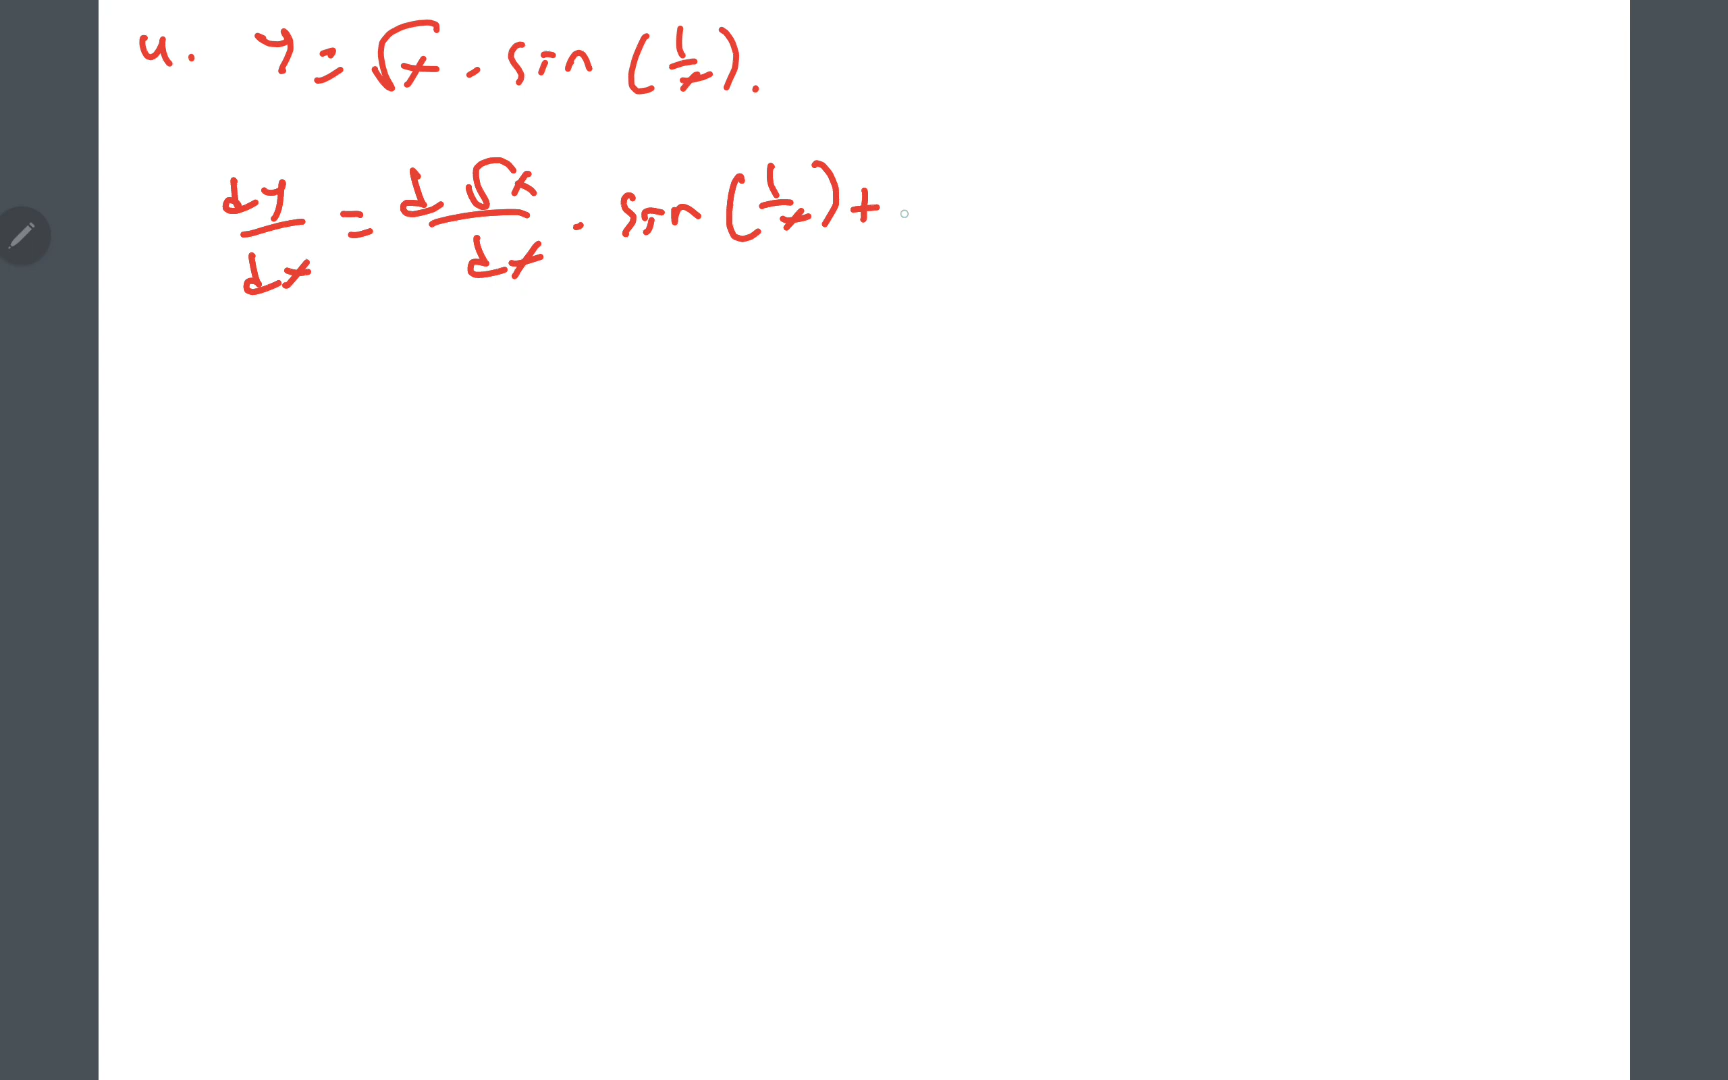 4. y = √x · sin(1/x).
dy/dx = d√x/dx · sin(1/x) +